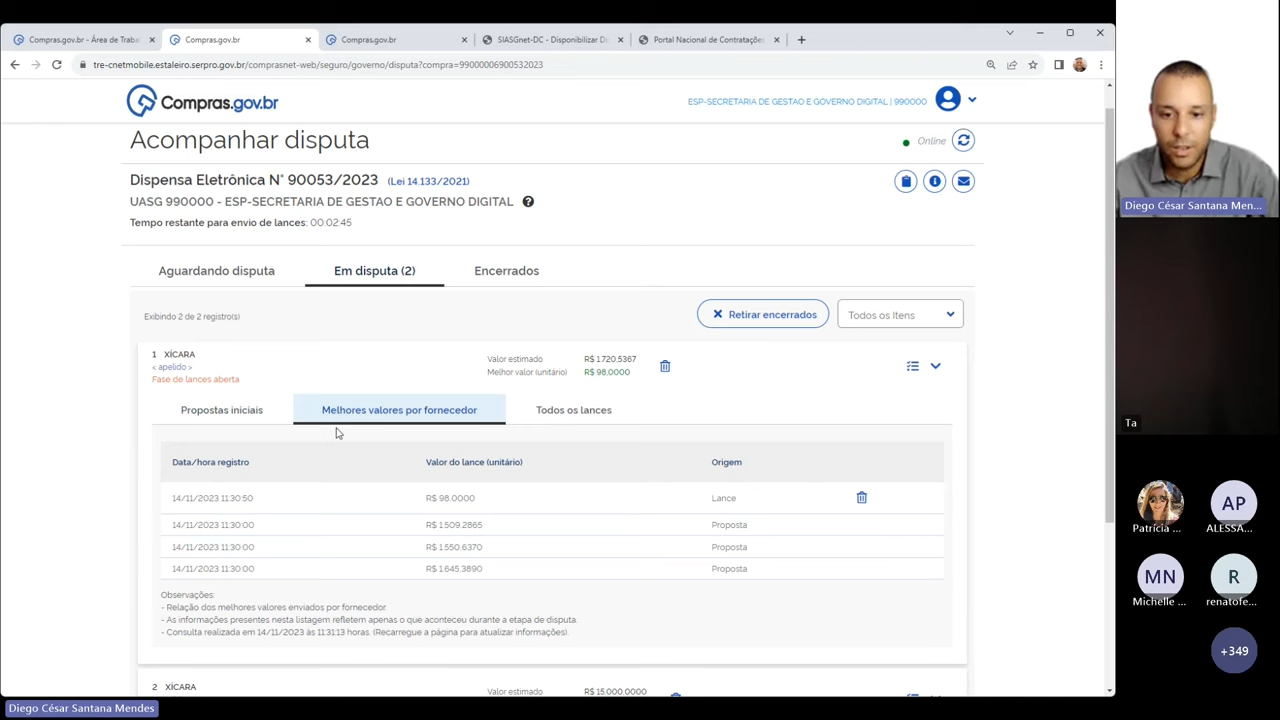 Compras.gov.br - Área de Traba
Compras.gov.br
Compras.gov.br
SIASGnet-DC - Disponibilizar Di
Portal Nacional de Contrataçõe
tre-cnetmobile.estaleiro.serpro.gov.br/comprasnet-web/seguro/governo/disputa?compra=99000006900532023
Compras.gov.br
ESP-SECRETARIA DE GESTAO E GOVERNO DIGITAL | 990000
Acompanhar disputa
Online
Dispensa Eletrônica N° 90053/2023 (Lei 14.133/2021)
UASG 990000 - ESP-SECRETARIA DE GESTAO E GOVERNO DIGITAL
Tempo restante para envio de lances: 00:02:45
Aguardando disputa
Em disputa (2)
Encerrados
Exibindo 2 de 2 registro(s)
Retirar encerrados
Todos os Itens
1 XÍCARA
< apelido >
Fase de lances aberta
Valor estimado R$ 1.720,5367
Melhor valor (unitário) R$ 98,0000
Propostas iniciais
Melhores valores por fornecedor
Todos os lances
Data/hora registro Valor do lance (unitário) Origem
14/11/2023 11:30:50 R$ 98,0000 Lance
14/11/2023 11:30:00 R$ 1.509,2865 Proposta
14/11/2023 11:30:00 R$ 1.550,6370 Proposta
14/11/2023 11:30:00 R$ 1.645,3890 Proposta
Observações:
- Relação dos melhores valores enviados por fornecedor.
- As informações presentes nesta listagem refletem apenas o que aconteceu durante a etapa de disputa.
- Consulta realizada em 14/11/2023 às 11:31:13 horas. (Recarregue a página para atualizar informações).
2 XÍCARA
Valor estimado R$ 15.000,0000
Diego César Santana Mendes
Diego César Santana Men...
Ta
Patrícia ...
AP
ALESSA...
MN
Michelle ...
R
renatofe...
+349